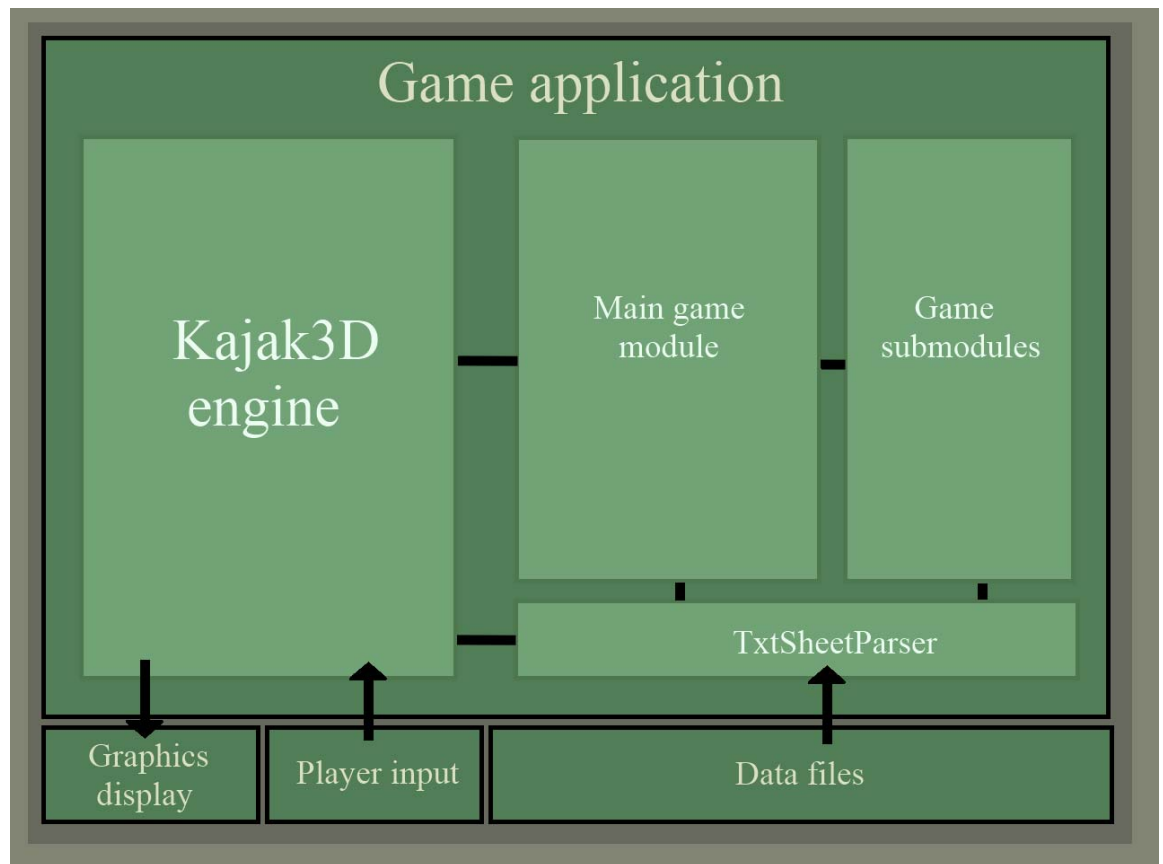 Game application
Kajak3D
engine
Main game
module
Game
submodules
TxtSheetParser
Graphics
display
Player input
Data files